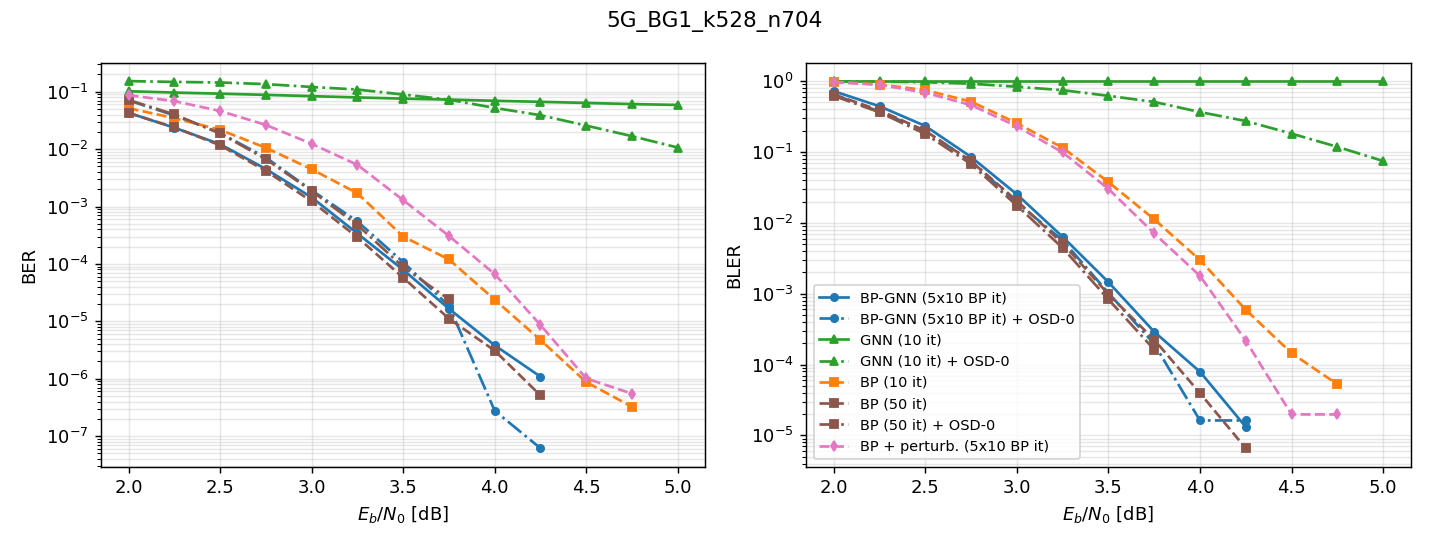 5G_BG1_k528_n704
10⁻¹
10⁻²
10⁻³
10⁻⁴
10⁻⁵
10⁻⁶
10⁻⁷
BER
2.0 2.5 3.0 3.5 4.0 4.5 5.0
E_b/N_0 [dB]
10⁰
10⁻¹
10⁻²
10⁻³
10⁻⁴
10⁻⁵
BLER
BP-GNN (5x10 BP it)
BP-GNN (5x10 BP it) + OSD-0
GNN (10 it)
GNN (10 it) + OSD-0
BP (10 it)
BP (50 it)
BP (50 it) + OSD-0
BP + perturb. (5x10 BP it)
2.0 2.5 3.0 3.5 4.0 4.5 5.0
E_b/N_0 [dB]